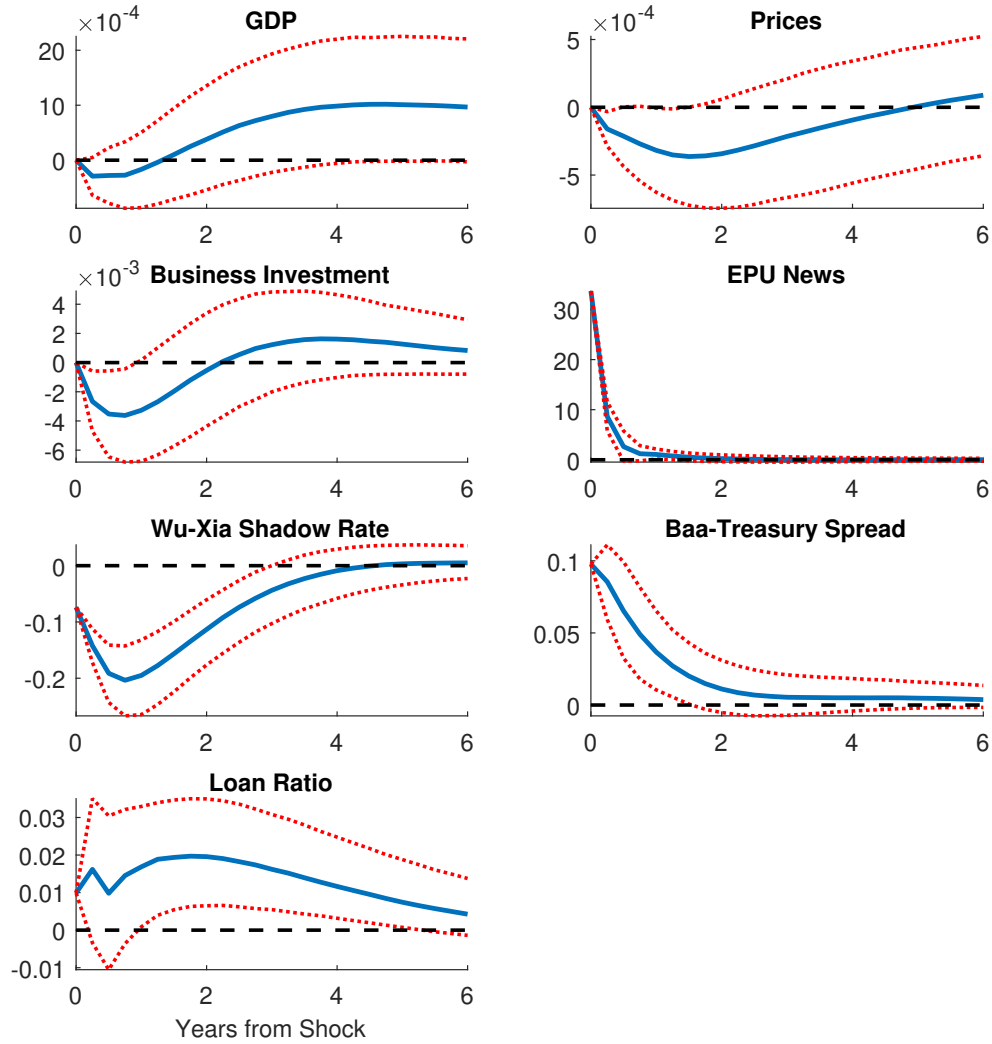 ×10⁻⁴
GDP
20
10
0
0 2 4 6
×10⁻⁴
Prices
5
0
-5
0 2 4 6
×10⁻³
Business Investment
4
2
0
-2
-4
-6
0 2 4 6
EPU News
30
20
10
0
0 2 4 6
Wu-Xia Shadow Rate
0
-0.1
-0.2
0 2 4 6
Baa-Treasury Spread
0.1
0.05
0
0 2 4 6
Loan Ratio
0.03
0.02
0.01
0
-0.01
0 2 4 6
Years from Shock